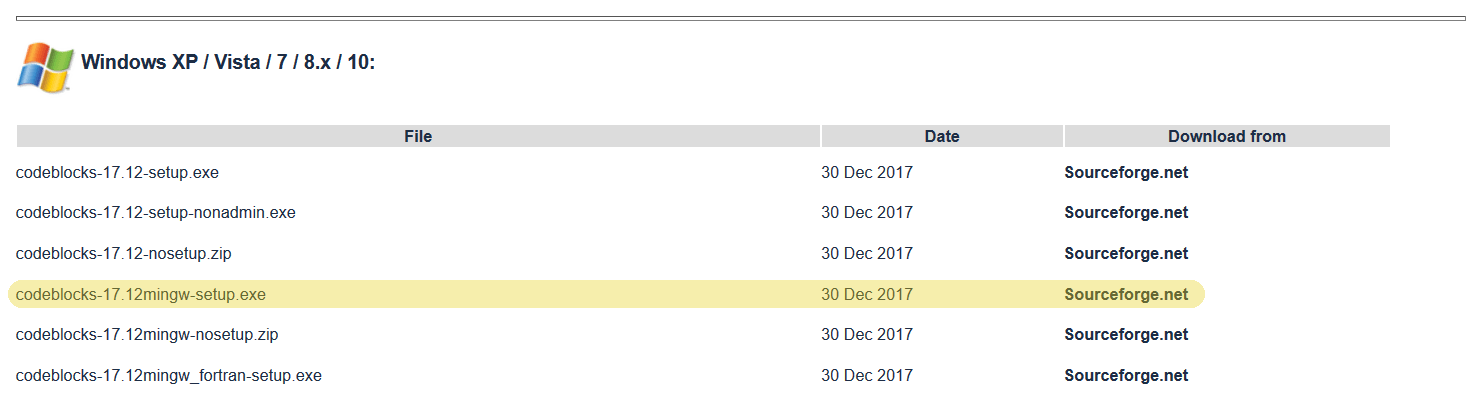 Windows XP / Vista / 7 / 8.x / 10:
File Date Download from
codeblocks-17.12-setup.exe 30 Dec 2017 Sourceforge.net
codeblocks-17.12-setup-nonadmin.exe 30 Dec 2017 Sourceforge.net
codeblocks-17.12-nosetup.zip 30 Dec 2017 Sourceforge.net
codeblocks-17.12mingw-setup.exe 30 Dec 2017 Sourceforge.net
codeblocks-17.12mingw-nosetup.zip 30 Dec 2017 Sourceforge.net
codeblocks-17.12mingw_fortran-setup.exe 30 Dec 2017 Sourceforge.net